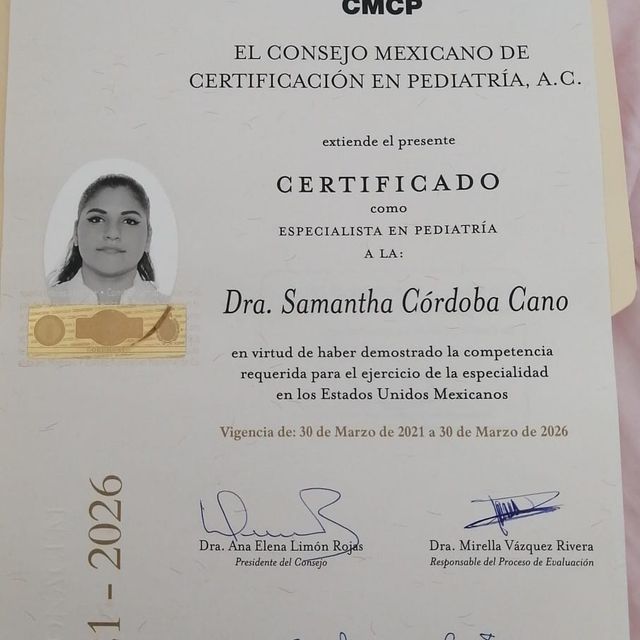 CMCP
EL CONSEJO MEXICANO DE
CERTIFICACIÓN EN PEDIATRÍA, A.C.
extiende el presente
CERTIFICADO
como
ESPECIALISTA EN PEDIATRÍA
A LA:
Dra. Samantha Córdoba Cano
en virtud de haber demostrado la competencia
requerida para el ejercicio de la especialidad
en los Estados Unidos Mexicanos
Vigencia de: 30 de Marzo de 2021 a 30 de Marzo de 2026
1 - 2026
Dra. Ana Elena Limón Rojas
Presidente del Consejo
Dra. Mirella Vázquez Rivera
Responsable del Proceso de Evaluación